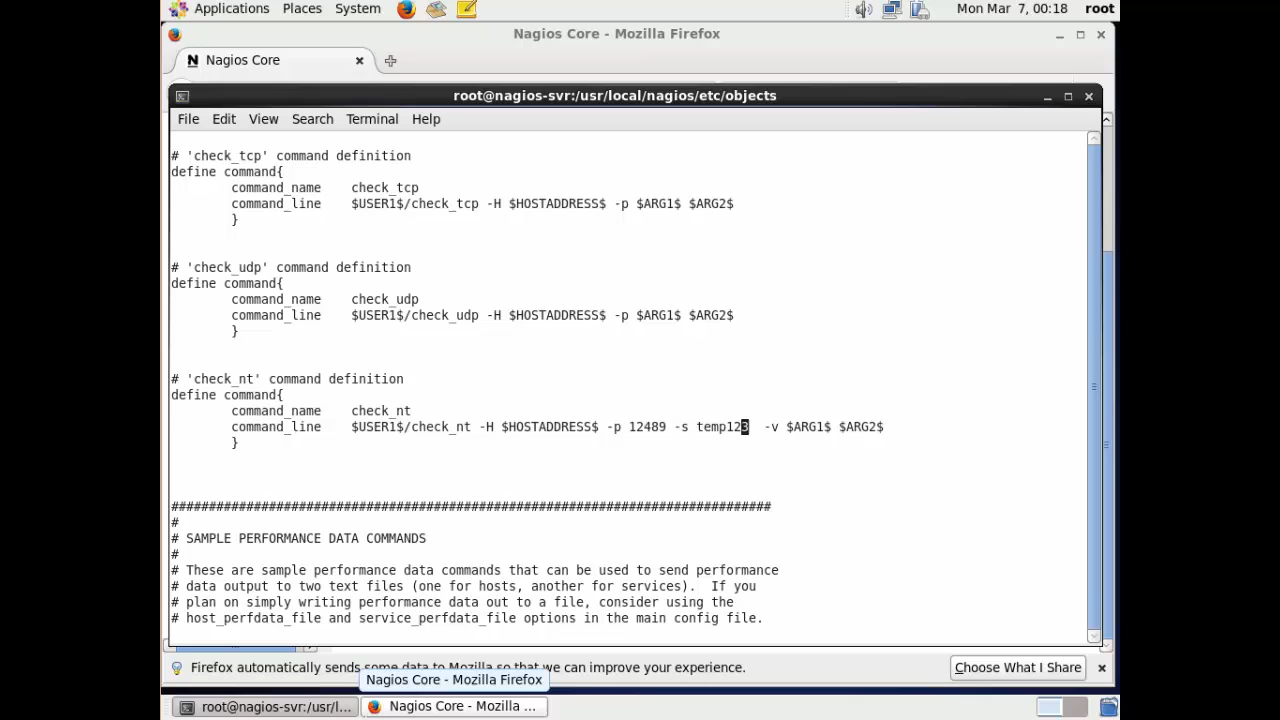 Applications Places System Mon Mar 7, 00:18 root
Nagios Core - Mozilla Firefox
Nagios Core
root@nagios-svr:/usr/local/nagios/etc/objects
File Edit View Search Terminal Help
# 'check_tcp' command definition
define command{
command_name check_tcp
command_line $USER1$/check_tcp -H $HOSTADDRESS$ -p $ARG1$ $ARG2$
}
# 'check_udp' command definition
define command{
command_name check_udp
command_line $USER1$/check_udp -H $HOSTADDRESS$ -p $ARG1$ $ARG2$
}
# 'check_nt' command definition
define command{
command_name check_nt
command_line $USER1$/check_nt -H $HOSTADDRESS$ -p 12489 -s temp123 -v $ARG1$ $ARG2$
}
################################################################################
#
# SAMPLE PERFORMANCE DATA COMMANDS
#
# These are sample performance data commands that can be used to send performance
# data output to two text files (one for hosts, another for services). If you
# plan on simply writing performance data out to a file, consider using the
# host_perfdata_file and service_perfdata_file options in the main config file.
Firefox automatically sends some data to Mozilla so that we can improve your experience. Choose What I Share
Nagios Core - Mozilla Firefox
root@nagios-svr:/usr/l... Nagios Core - Mozilla ...